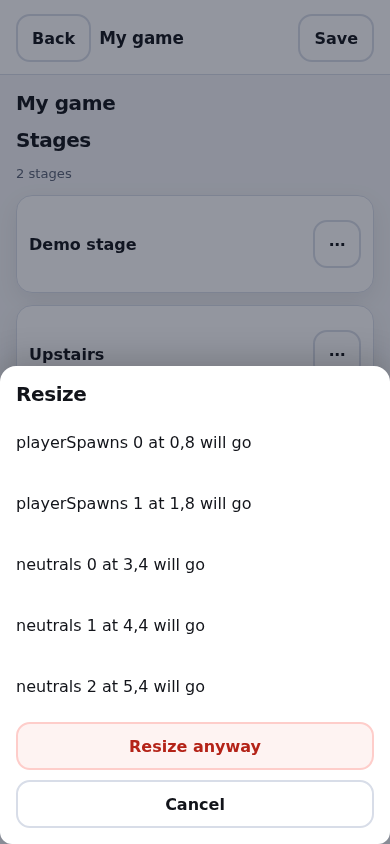 Back
My game
Save
My game
Stages
2 stages
Demo stage
...
Upstairs
...
Resize
playerSpawns 0 at 0,8 will go
playerSpawns 1 at 1,8 will go
neutrals 0 at 3,4 will go
neutrals 1 at 4,4 will go
neutrals 2 at 5,4 will go
Resize anyway
Cancel